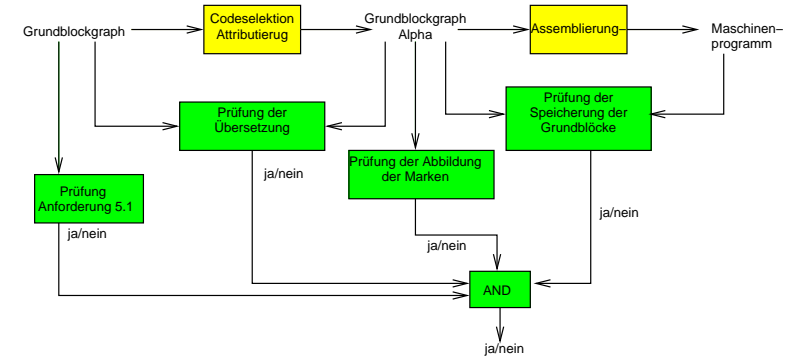 Grundblockgraph
Codeselektion
Attributierug
Grundblockgraph
Alpha
Assemblierung–
Maschinen–
programm
Prüfung der
Übersetzung
Prüfung der
Speicherung der
Grundblöcke
Prüfung der Abbildung
der Marken
Prüfung
Anforderung 5.1
ja/nein
ja/nein
ja/nein
ja/nein
AND
ja/nein